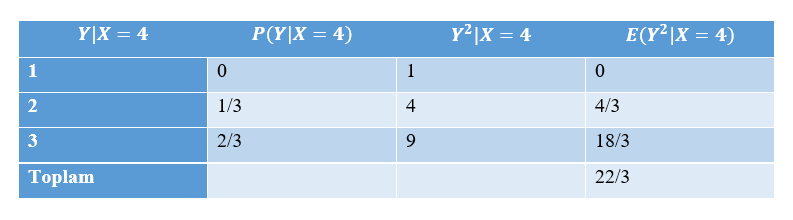 Y|X = 4 P(Y|X = 4) Y²|X = 4 E(Y²|X = 4)
1 0 1 0
2 1/3 4 4/3
3 2/3 9 18/3
Toplam 22/3